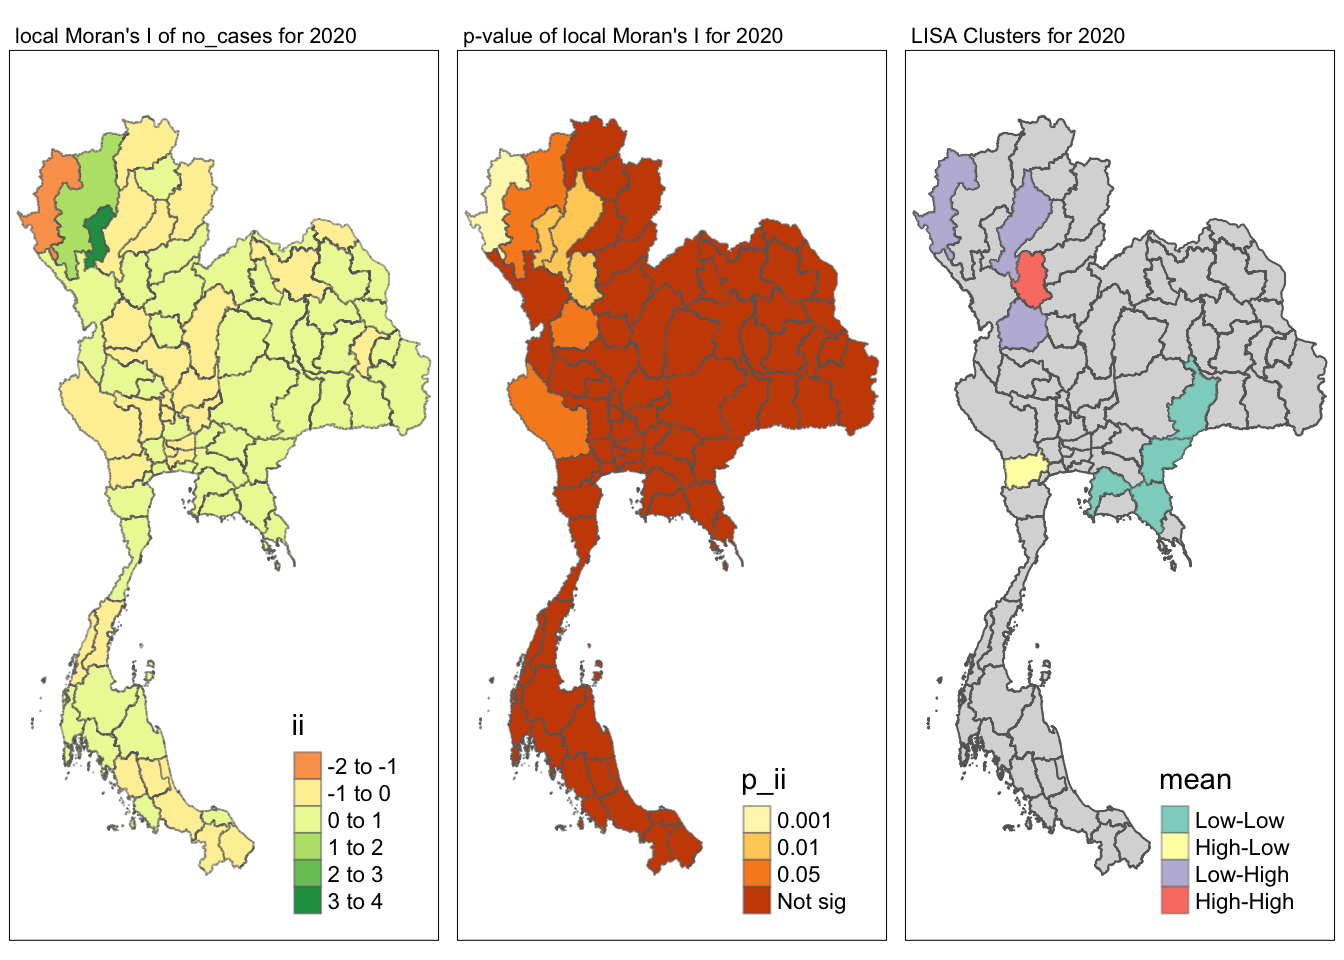 local Moran's I of no_cases for 2020
p-value of local Moran's I for 2020
LISA Clusters for 2020
ii
-2 to -1
-1 to 0
0 to 1
1 to 2
2 to 3
3 to 4
p_ii
0.001
0.01
0.05
Not sig
mean
Low-Low
High-Low
Low-High
High-High